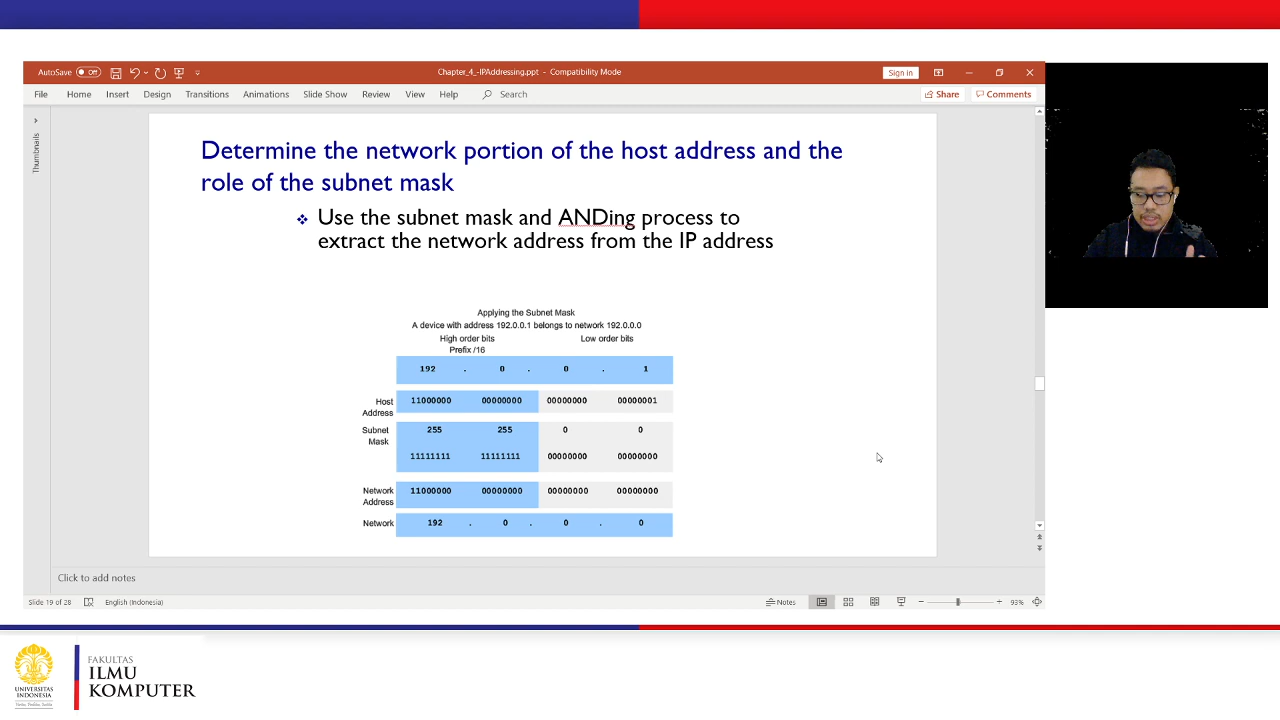 AutoSave Off
Chapter_4_-IPAddressing.ppt - Compatibility Mode
Sign in
File Home Insert Design Transitions Animations Slide Show Review View Help Search
Share Comments
Thumbnails
Determine the network portion of the host address and the
role of the subnet mask
Use the subnet mask and ANDing process to
extract the network address from the IP address
Applying the Subnet Mask
A device with address 192.0.0.1 belongs to network 192.0.0.0
High order bits Low order bits
Prefix /16
192 . 0 . 0 . 1
Host
Address
11000000 00000000 00000000 00000001
Subnet
Mask
255 255 0 0
11111111 11111111 00000000 00000000
Network
Address
11000000 00000000 00000000 00000000
Network 192 . 0 . 0 . 0
Click to add notes
Slide 19 of 28 English (Indonesia) Notes 93%
UNIVERSITAS
INDONESIA
FAKULTAS
ILMU
KOMPUTER